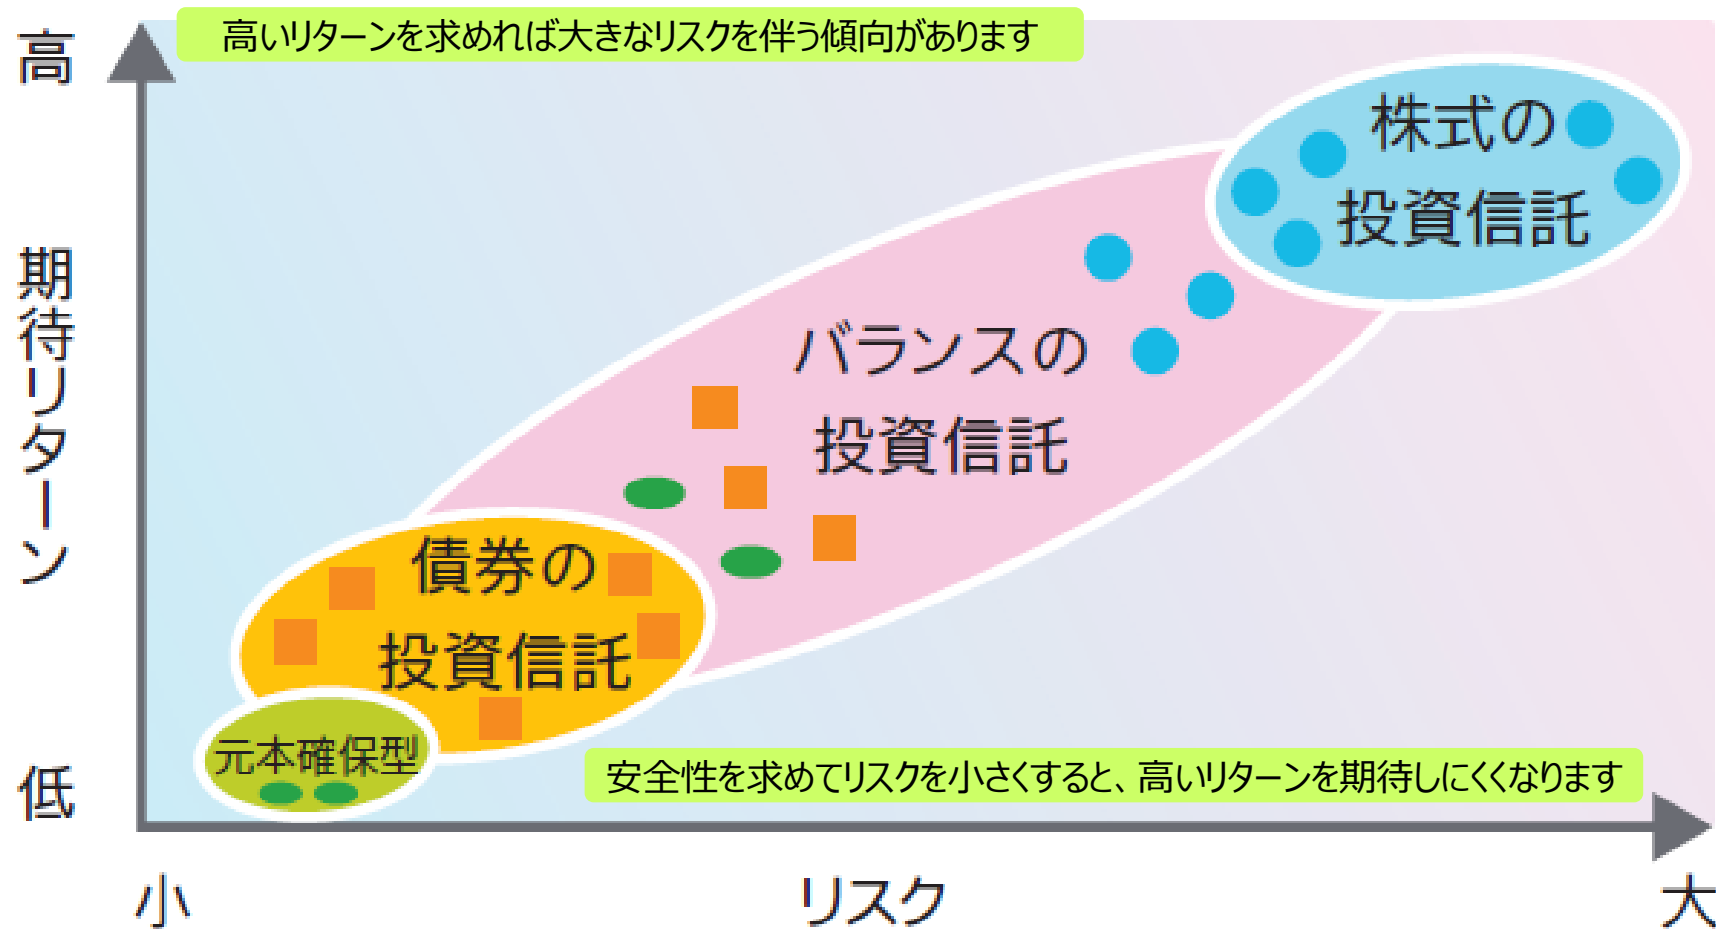 高いリターンを求めれば大きなリスクを伴う傾向があります
高
期待リターン
低
株式の
投資信託
バランスの
投資信託
債券の
投資信託
元本確保型
安全性を求めてリスクを小さくすると、高いリターンを期待しにくくなります
小
リスク
大